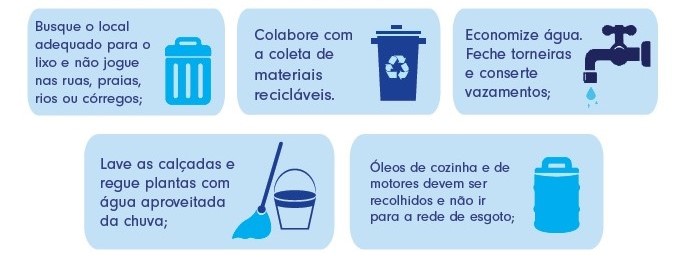 Busque o local
adequado para o
lixo e não jogue
nas ruas, praias,
rios ou córregos;
Colabore com
a coleta de
materiais
recicláveis.
Economize água.
Feche torneiras
e conserte
vazamentos;
Lave as calçadas e
regue plantas com
água aproveitada
da chuva;
Óleos de cozinha e de
motores devem ser
recolhidos e não ir
para a rede de esgoto;